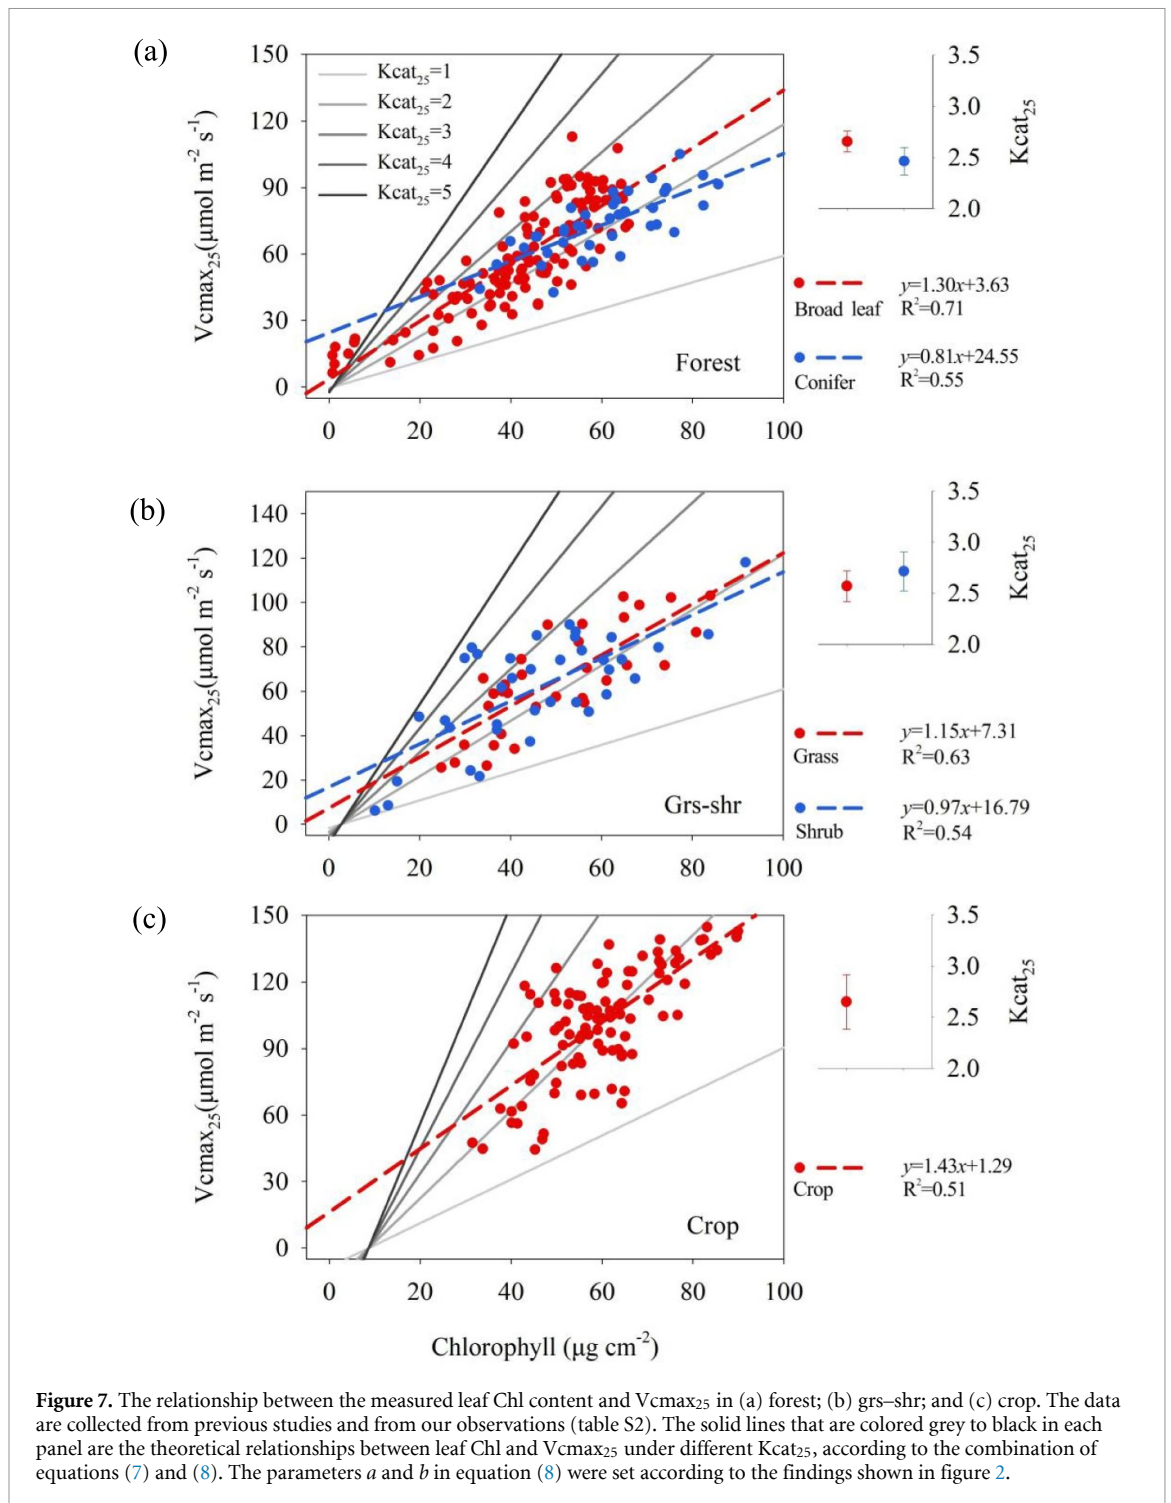 (a)
150
120
90
60
30
0
Vcmax25(μmol m-2 s-1)
Kcat25=1
Kcat25=2
Kcat25=3
Kcat25=4
Kcat25=5
Forest
0 20 40 60 80 100
3.5
3.0
2.5
2.0
Kcat25
Broad leaf
y=1.30x+3.63
R2=0.71
Conifer
y=0.81x+24.55
R2=0.55
(b)
140
120
100
80
60
40
20
0
Vcmax25(μmol m-2 s-1)
Grs-shr
0 20 40 60 80 100
3.5
3.0
2.5
2.0
Kcat25
Grass
y=1.15x+7.31
R2=0.63
Shrub
y=0.97x+16.79
R2=0.54
(c)
150
120
90
60
30
0
Vcmax25(μmol m-2 s-1)
Crop
0 20 40 60 80 100
3.5
3.0
2.5
2.0
Kcat25
Crop
y=1.43x+1.29
R2=0.51
Chlorophyll (μg cm-2)
Figure 7. The relationship between the measured leaf Chl content and Vcmax25 in (a) forest; (b) grs–shr; and (c) crop. The data
are collected from previous studies and from our observations (table S2). The solid lines that are colored grey to black in each
panel are the theoretical relationships between leaf Chl and Vcmax25 under different Kcat25, according to the combination of
equations (7) and (8). The parameters a and b in equation (8) were set according to the findings shown in figure 2.